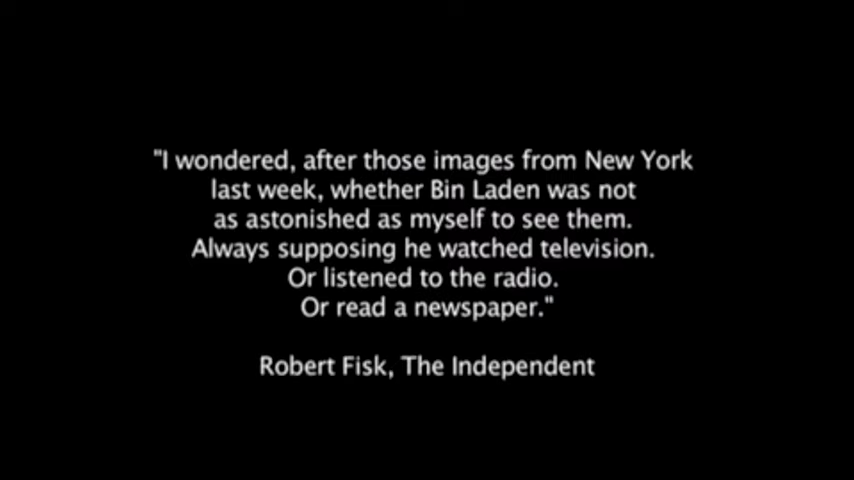 "I wondered, after those images from New York
last week, whether Bin Laden was not
as astonished as myself to see them.
Always supposing he watched television.
Or listened to the radio.
Or read a newspaper."
Robert Fisk, The Independent